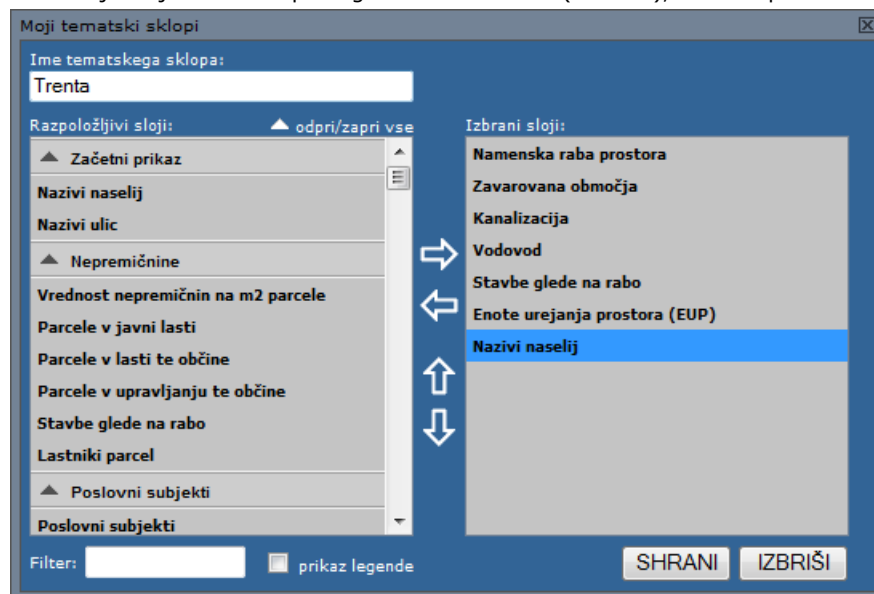 Moji tematski sklopi
Ime tematskega sklopa:
Trenta
Razpoložljivi sloji:
odpri/zapri vse
Začetni prikaz
Nazivi naselij
Nazivi ulic
Nepremičnine
Vrednost nepremičnin na m2 parcele
Parcele v javni lasti
Parcele v lasti te občine
Parcele v upravljanju te občine
Stavbe glede na rabo
Lastniki parcel
Poslovni subjekti
Poslovni subjekti
Filter:
prikaz legende
Izbrani sloji:
Namenska raba prostora
Zavarovana območja
Kanalizacija
Vodovod
Stavbe glede na rabo
Enote urejanja prostora (EUP)
Nazivi naselij
SHRANI
IZBRIŠI